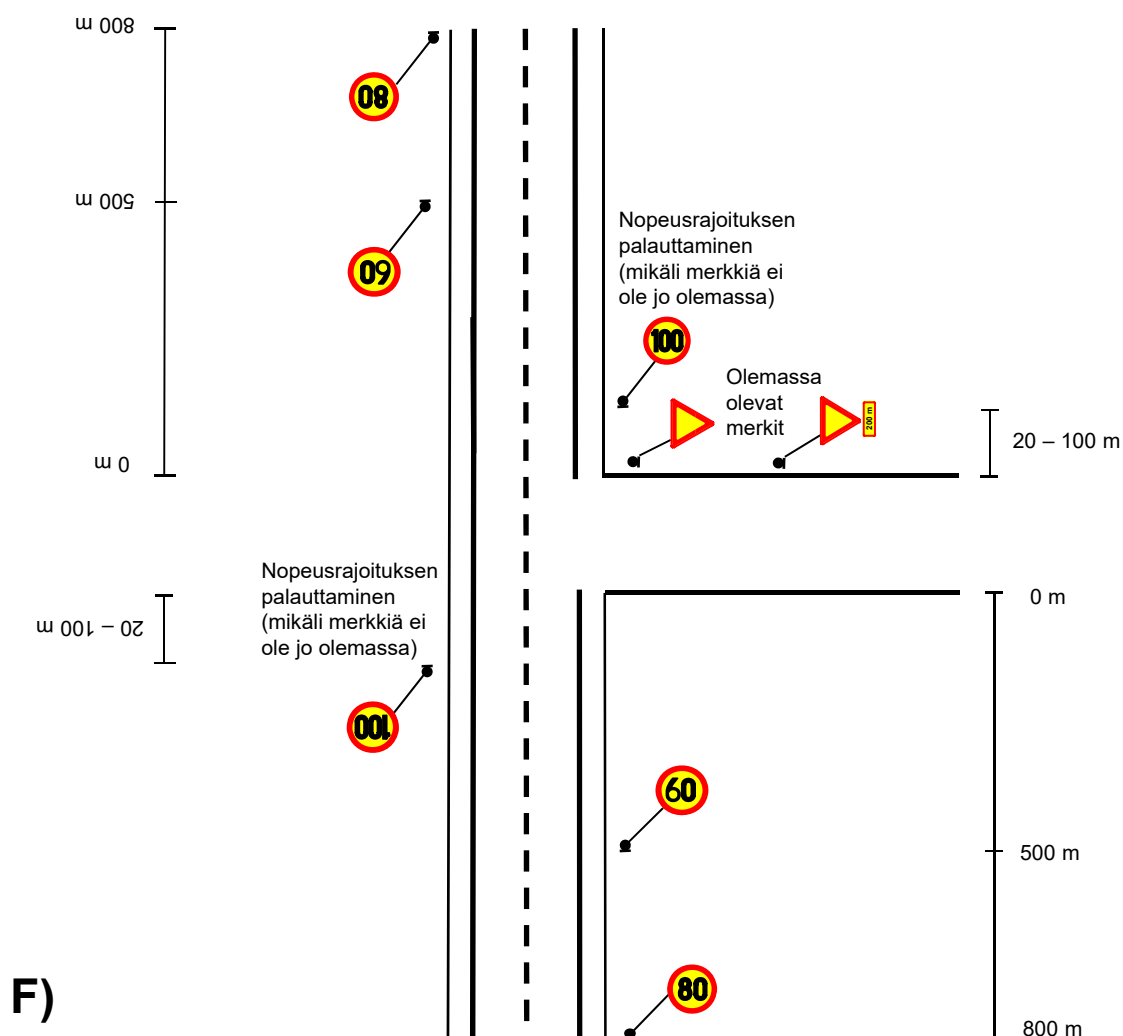 800 m
80
500 m
60
Nopeusrajoituksen
palauttaminen
(mikäli merkkiä ei
ole jo olemassa)
100
Olemassa
olevat
merkit
200 m
20 – 100 m
0 m
Nopeusrajoituksen
palauttaminen
(mikäli merkkiä ei
ole jo olemassa)
20 – 100 m
100
0 m
60
500 m
80
800 m
F)